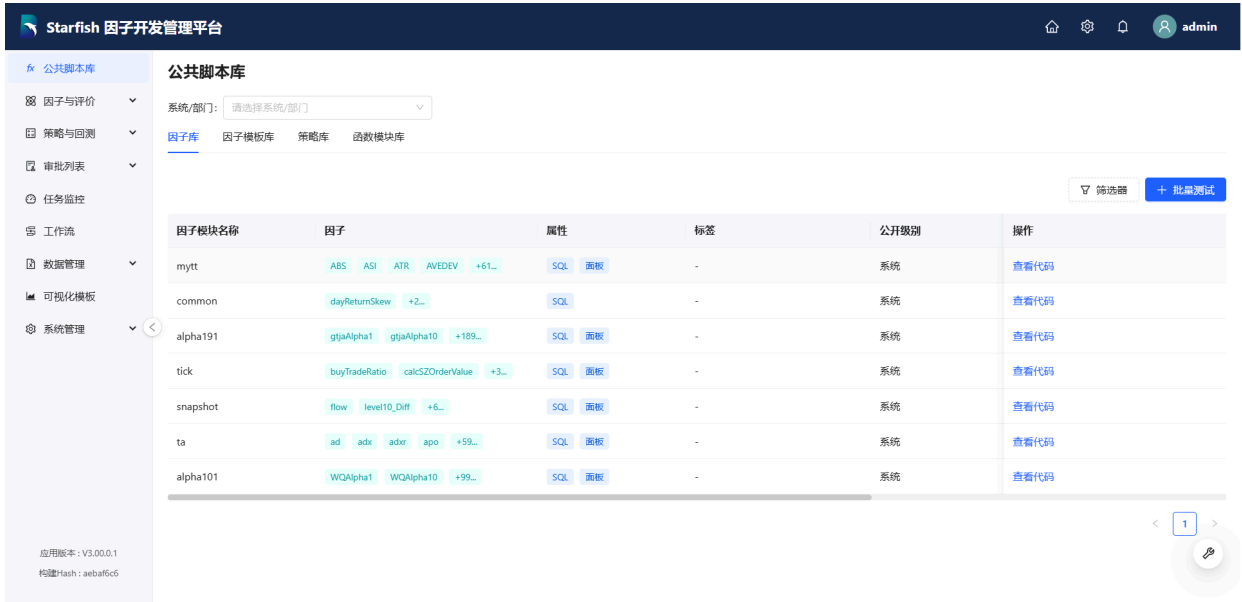 Starfish 因子开发管理平台
admin
公共脚本库
因子与评价
策略与回测
审批列表
任务监控
工作流
数据管理
可视化模板
系统管理
应用版本 : V3.00.0.1
构建Hash : aebaf6c6
公共脚本库
系统/部门: 请选择系统/部门
因子库 因子模板库 策略库 函数模块库
筛选器 + 批量测试
因子模块名称 因子 属性 标签 公开级别 操作
mytt ABS ASI ATR AVEDEV +61... SQL 面板 - 系统 查看代码
common dayReturnSkew +2... SQL - 系统 查看代码
alpha191 gtjaAlpha1 gtjaAlpha10 +189... SQL 面板 - 系统 查看代码
tick buyTradeRatio calcSZOrderValue +3... SQL 面板 - 系统 查看代码
snapshot flow level10_Diff +6... SQL 面板 - 系统 查看代码
ta ad adx adxr apo +59... SQL 面板 - 系统 查看代码
alpha101 WQAlpha1 WQAlpha10 +99... SQL 面板 - 系统 查看代码
< 1 >